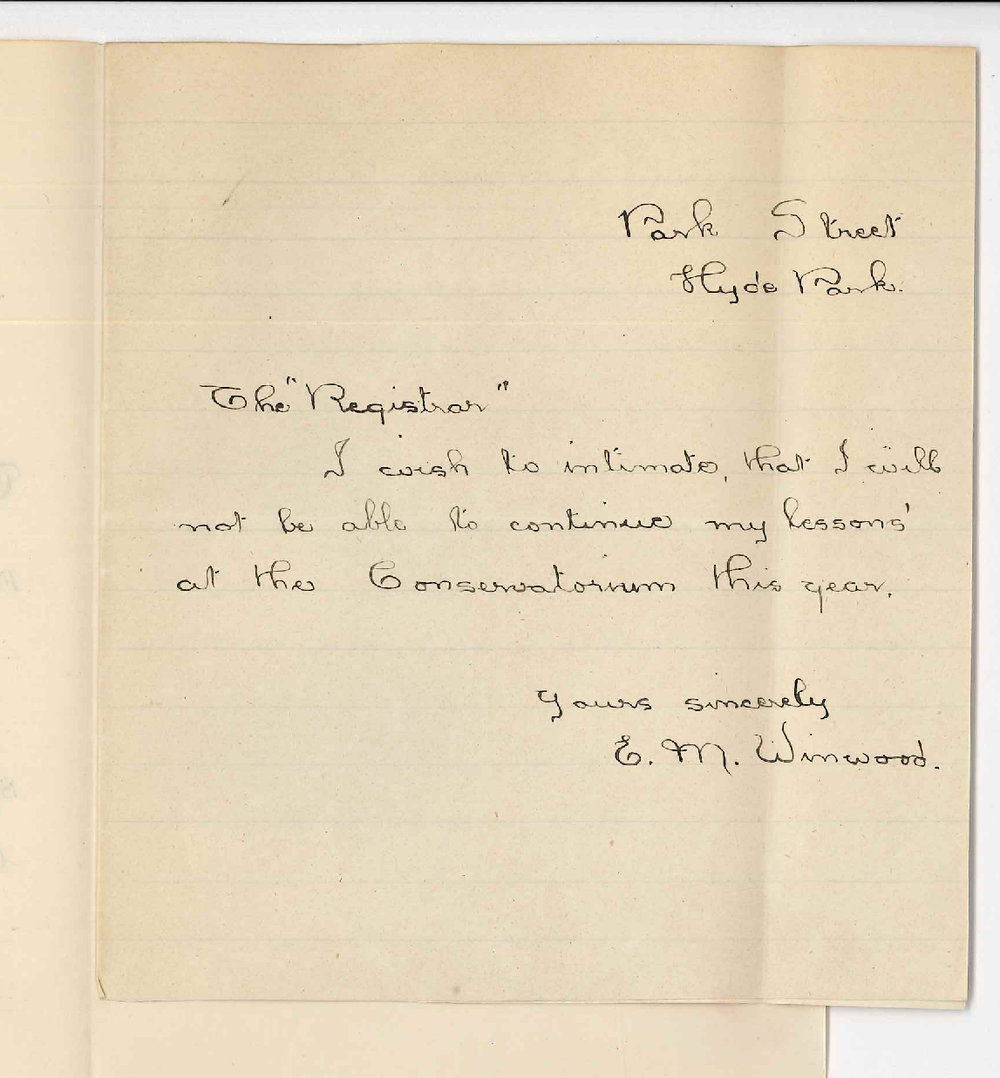 Park Street
Hyde Park.
The "Registrar"
I wish to intimate, that I will
not be able to continue my lessons'
at the Conservatorium this year.
Yours sincerely
E. M. Winwood.